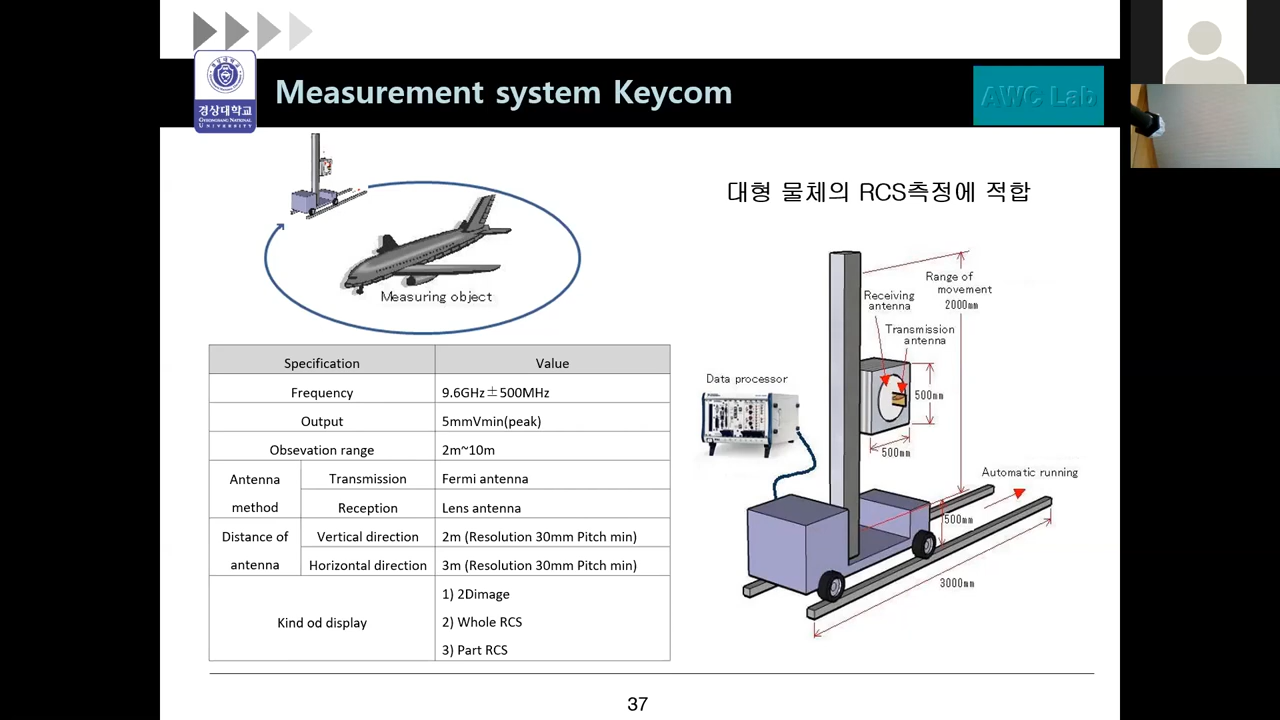 Measurement system Keycom
AWC Lab
경상대학교
GYEONGSANG NATIONAL
UNIVERSITY
대형 물체의 RCS측정에 적합
Measuring object
Specification Value
Frequency 9.6GHz±500MHz
Output 5mmVmin(peak)
Obsevation range 2m~10m
Antenna method Transmission Fermi antenna
Reception Lens antenna
Distance of antenna Vertical direction 2m (Resolution 30mm Pitch min)
Horizontal direction 3m (Resolution 30mm Pitch min)
Kind od display
1) 2Dimage
2) Whole RCS
3) Part RCS
Range of
movement
2000mm
Receiving
antenna
Transmission
antenna
Data processor
500mm
500mm
Automatic running
500mm
3000mm
37